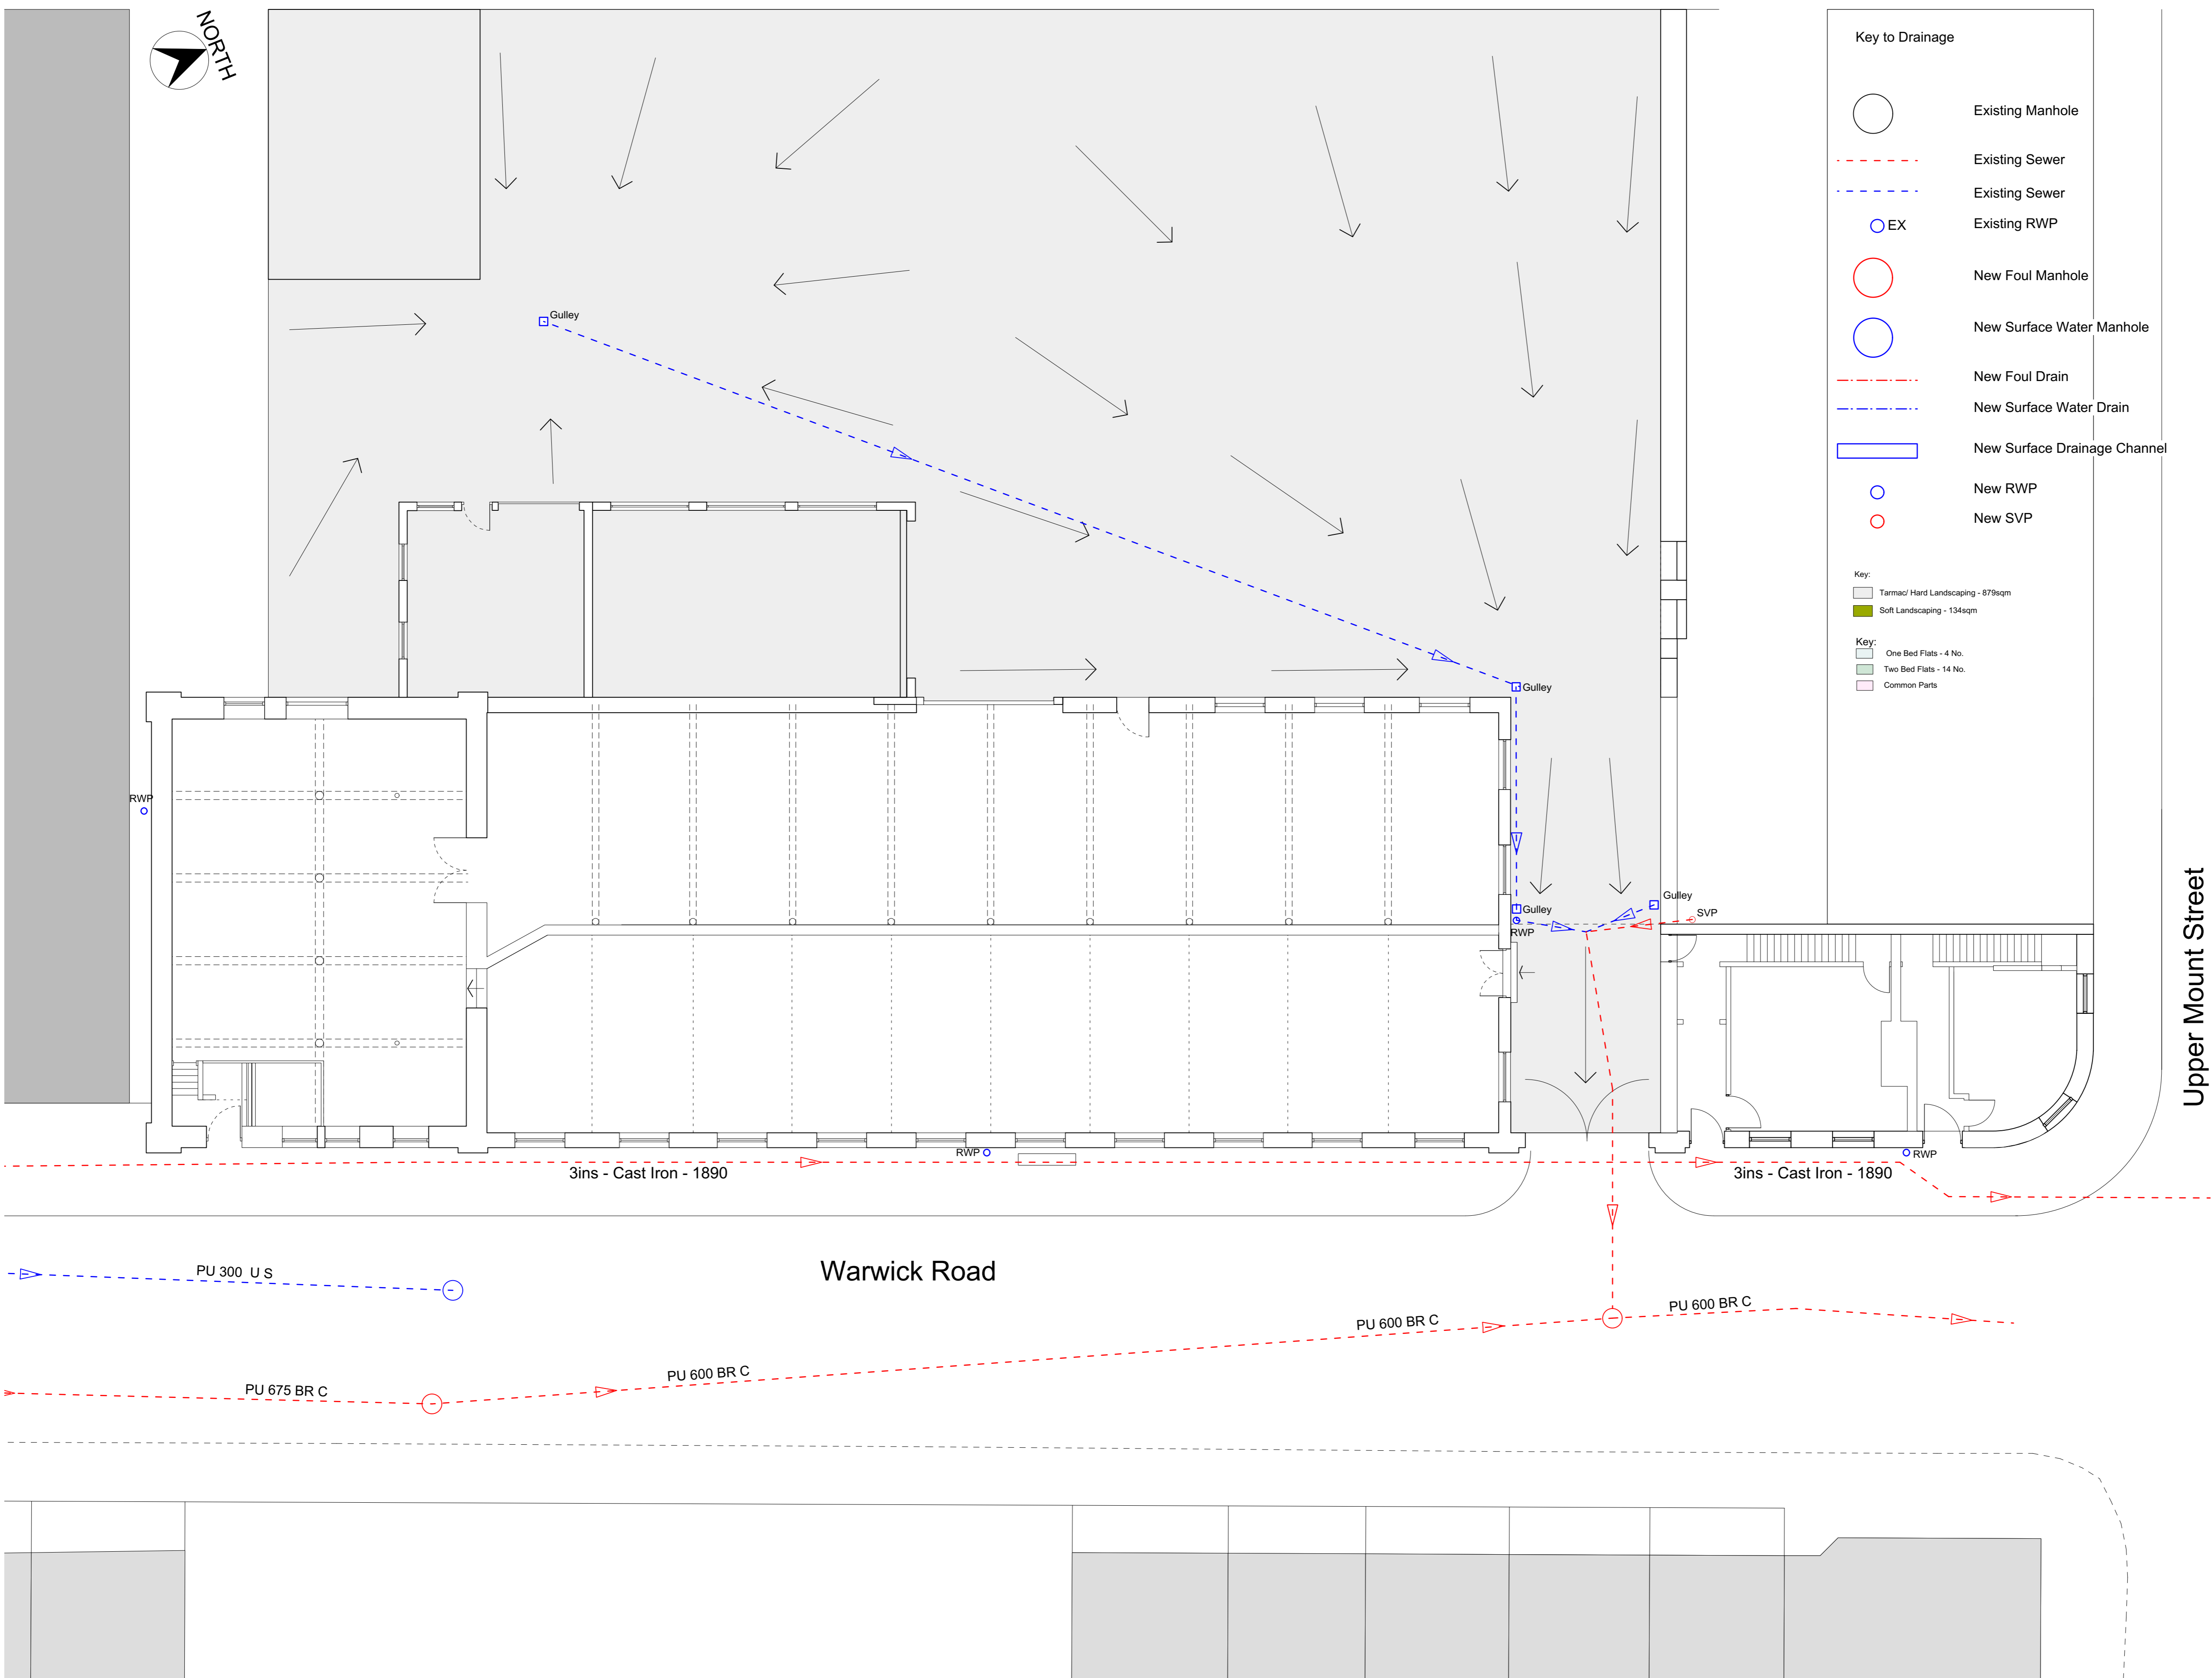 NORTH
Key to Drainage
Existing Manhole
Existing Sewer
Existing Sewer
EX Existing RWP
New Foul Manhole
New Surface Water Manhole
New Foul Drain
New Surface Water Drain
New Surface Drainage Channel
New RWP
New SVP
Key:
Tarmac/ Hard Landscaping - 879sqm
Soft Landscaping - 134sqm
Key:
One Bed Flats - 4 No.
Two Bed Flats - 14 No.
Common Parts
Gulley
Gulley
RWP
Gulley
Gulley
SVP
RWP
Upper Mount Street
RWP
RWP
3ins - Cast Iron - 1890
3ins - Cast Iron - 1890
Warwick Road
PU 300 U S
PU 600 BR C
PU 600 BR C
PU 600 BR C
PU 675 BR C